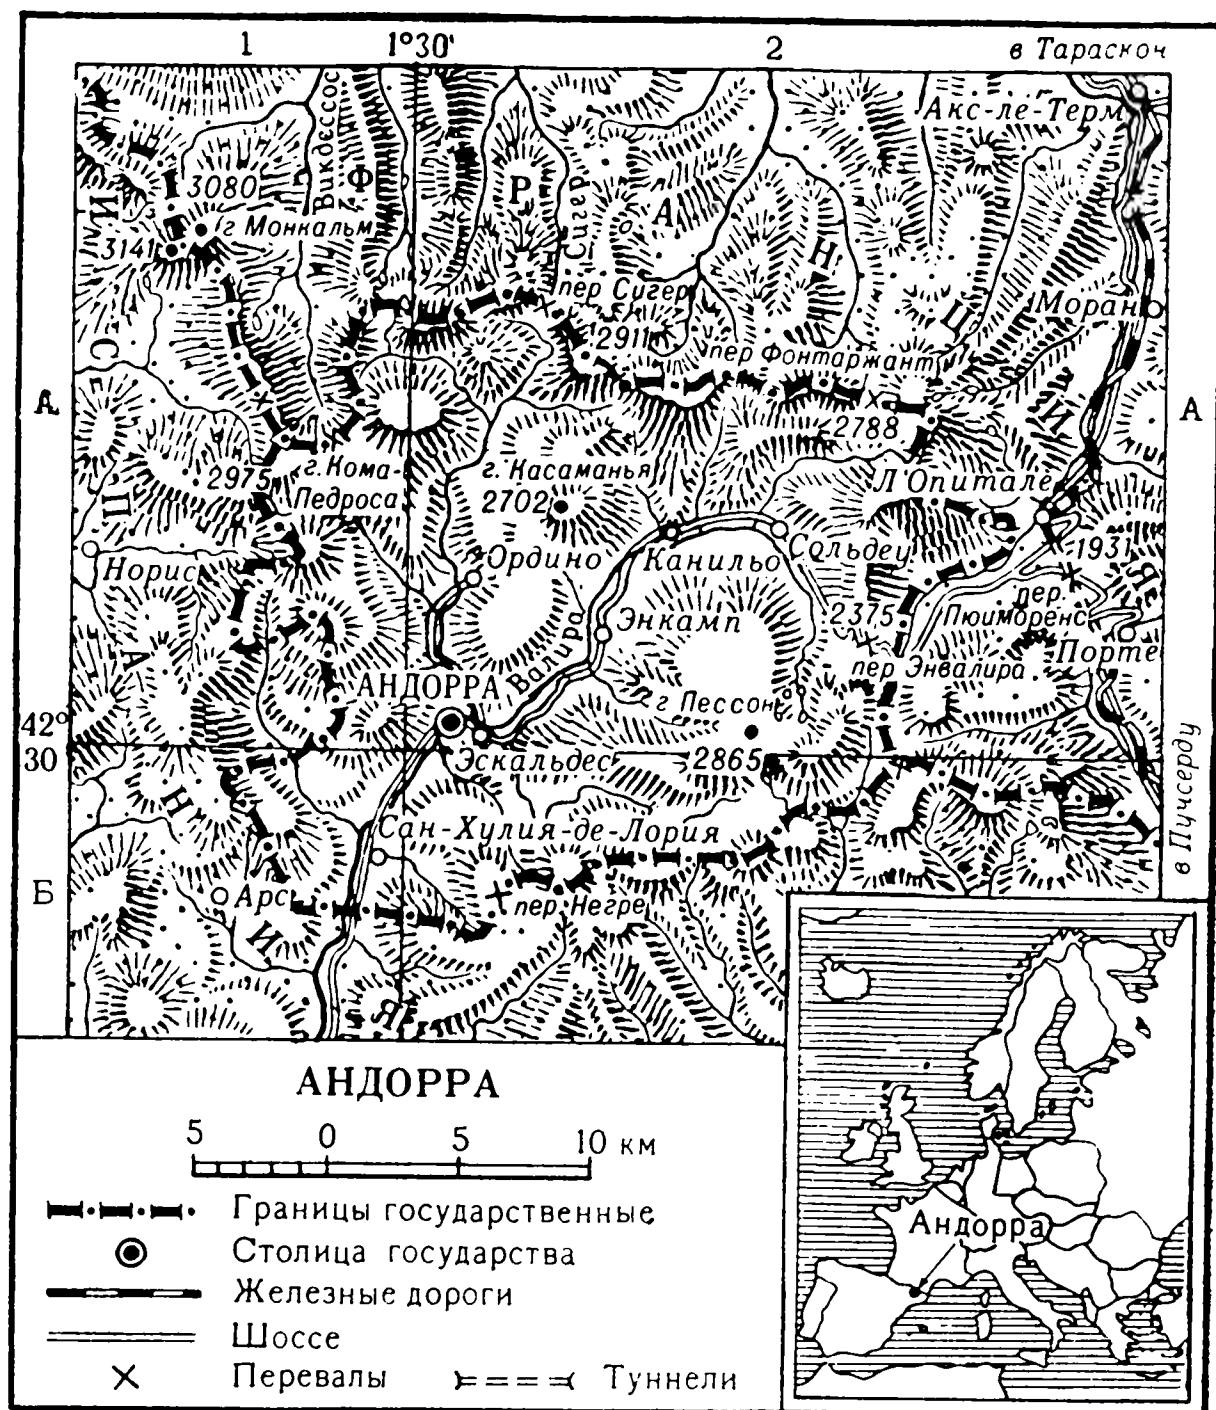 1
1°30'
2
в Тараскон
Акс-ле-Терм
Викдессос
Ф Р А Н Ц И Я
3080
г Монкальм
3141
Сигер
пер Сигер
2911
Моран
пер Фонтаржант
А
А
2788
2975
г. Кома-
Педроса
г. Касаманья
2702
Л Опитале
Норис
Ордино
Канильо
Сольдеу
1931
пер.
Пюиморенс
2375
Энкамп
Валира
Порте
пер Энвалира
АНДОРРА
г Пессон
42°
30
Эскальдес
2865
И С П А Н И Я
Сан-Хулия-де-Лория
в Пучсерду
Б
Арс
пер. Негре
АНДОРРА
5 0 5 10 км
Границы государственные
Столица государства
Железные дороги
Шоссе
Перевалы
Туннели
Андорра